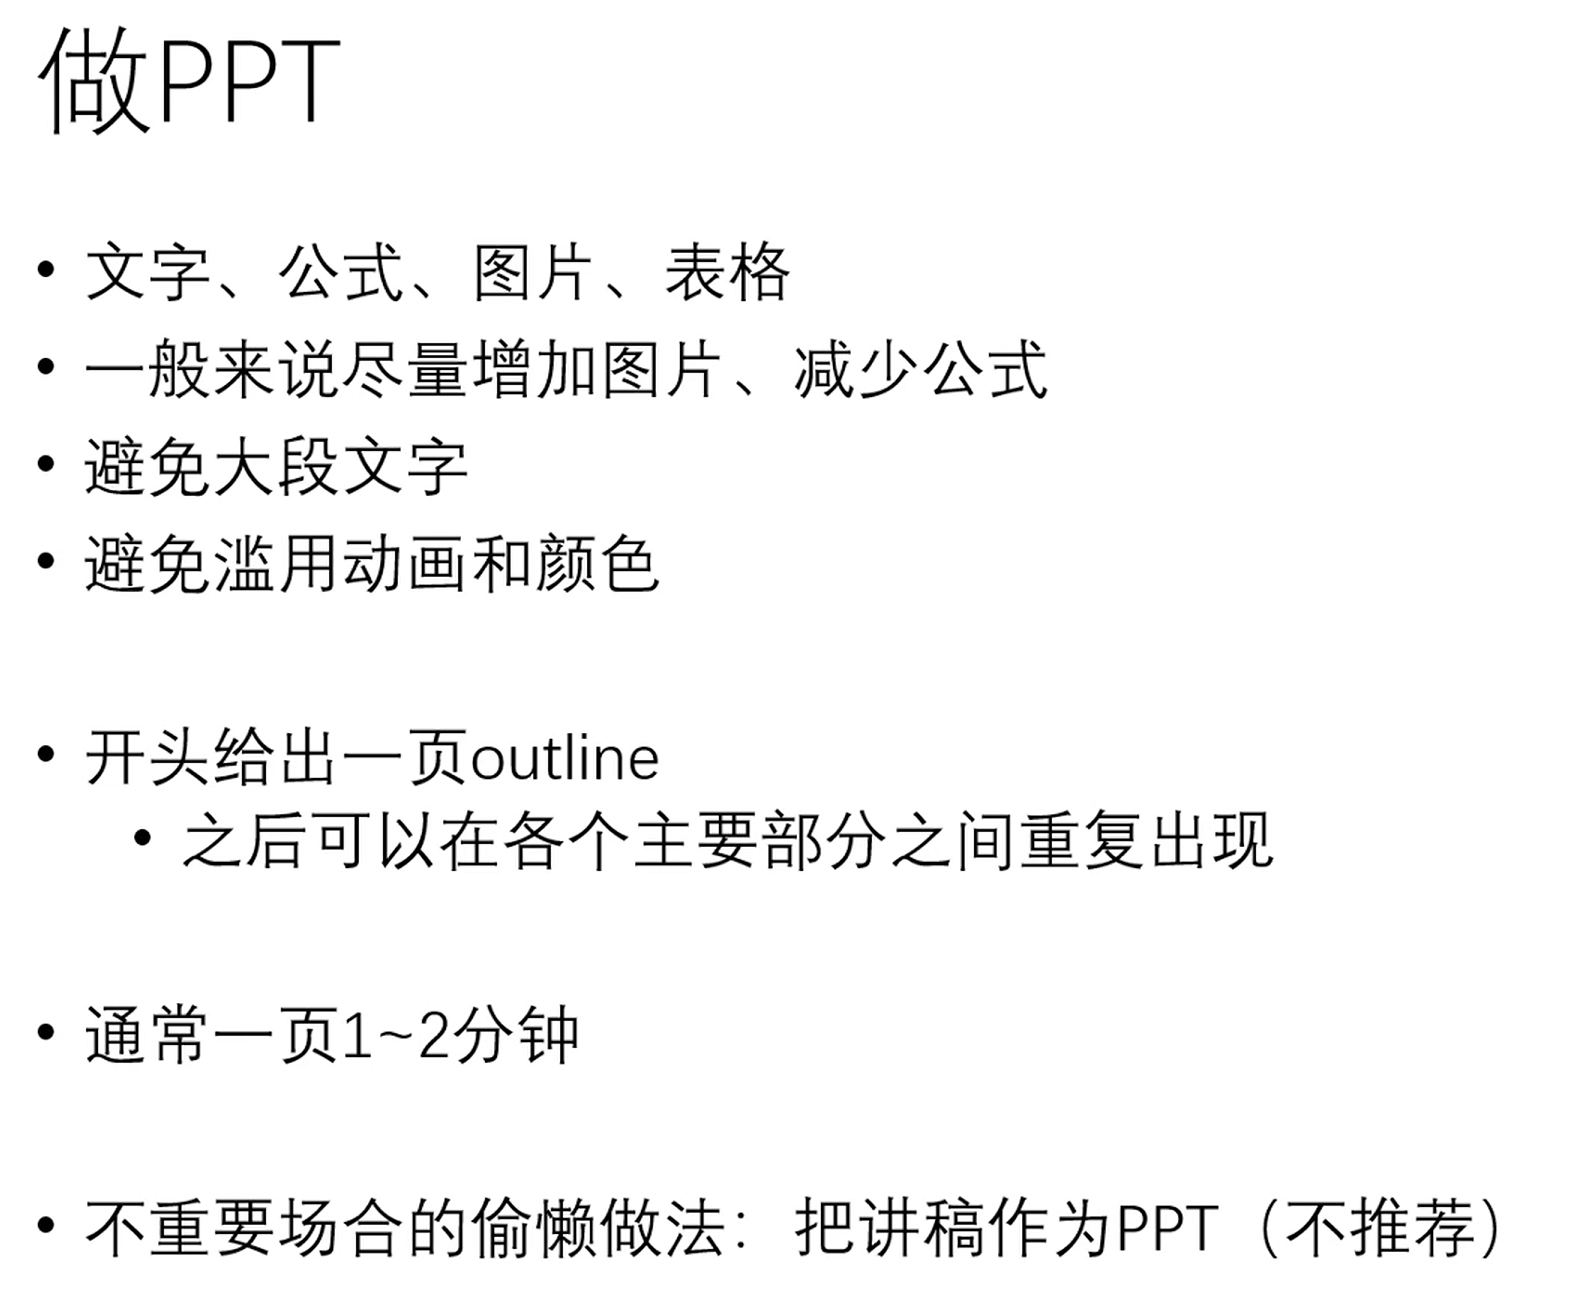 做PPT
• 文字、公式、图片、表格
• 一般来说尽量增加图片、减少公式
• 避免大段文字
• 避免滥用动画和颜色
• 开头给出一页outline
• 之后可以在各个主要部分之间重复出现
• 通常一页1~2分钟
• 不重要场合的偷懒做法：把讲稿作为PPT（不推荐）